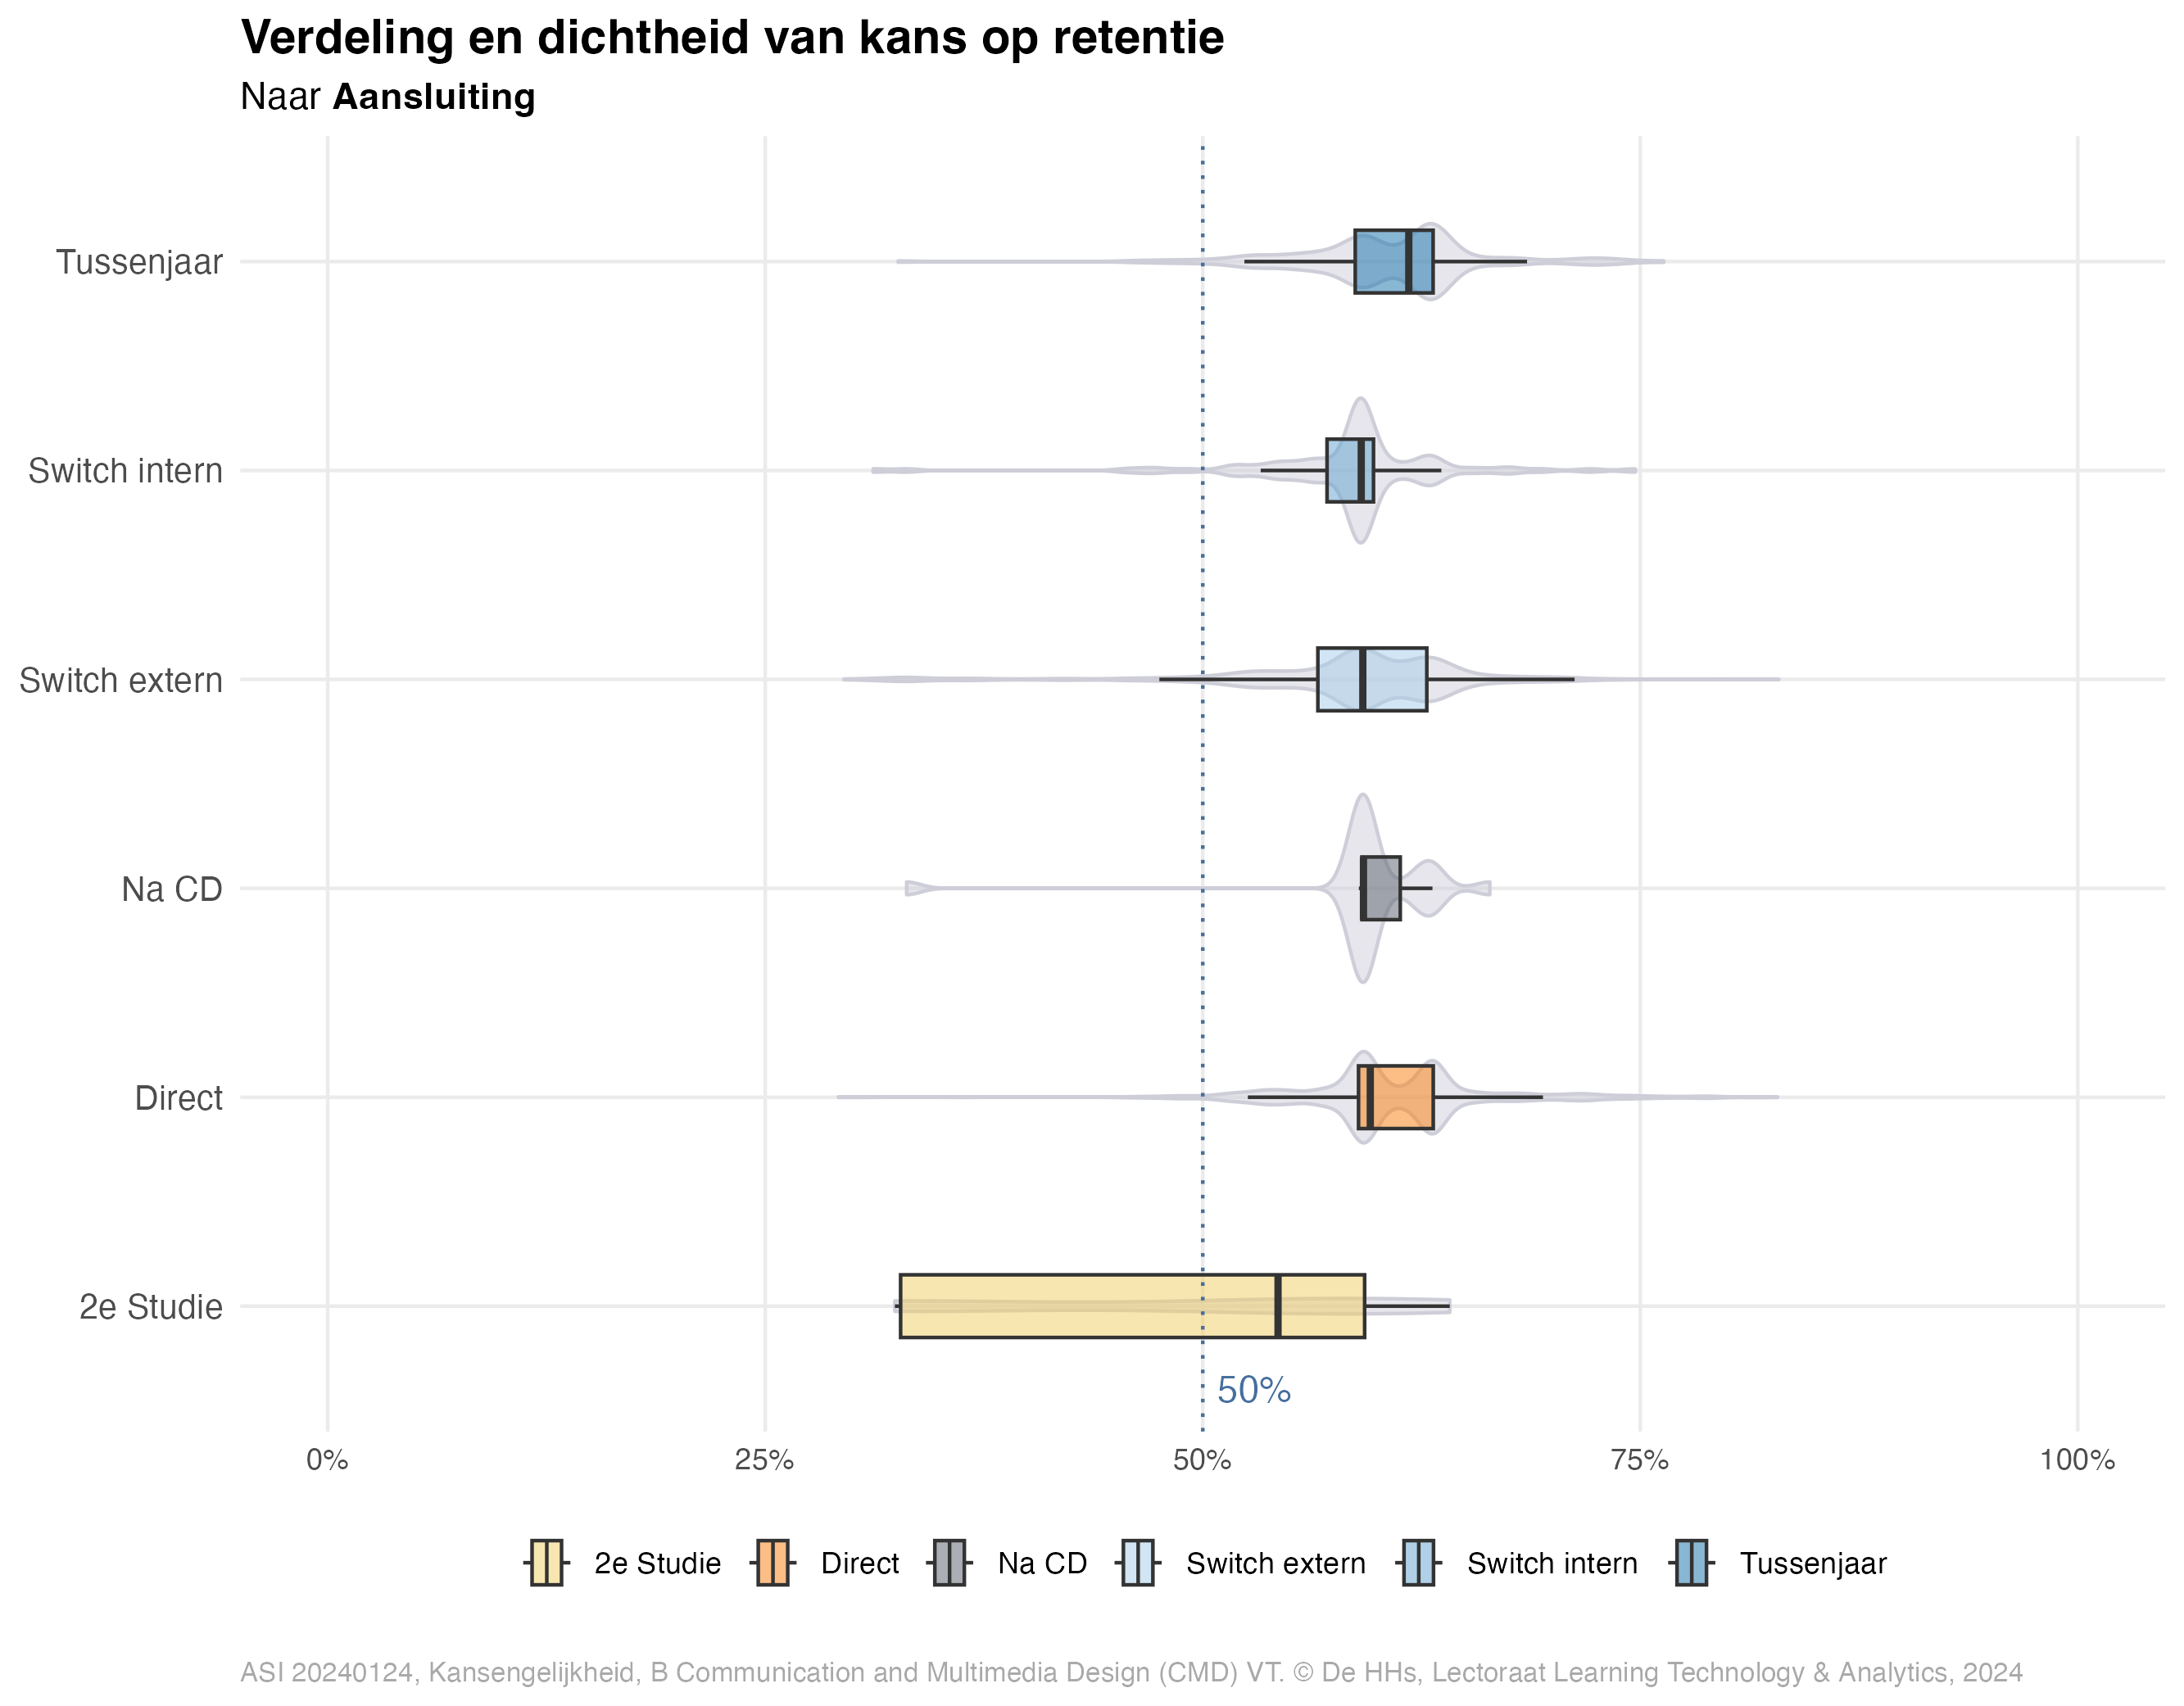 Verdeling en dichtheid van kans op retentie
Naar Aansluiting
Tussenjaar
Switch intern
Switch extern
Na CD
Direct
2e Studie
50%
0% 25% 50% 75% 100%
2e Studie Direct Na CD Switch extern Switch intern Tussenjaar
ASI 20240124, Kansengelijkheid, B Communication and Multimedia Design (CMD) VT. © De HHs, Lectoraat Learning Technology & Analytics, 2024